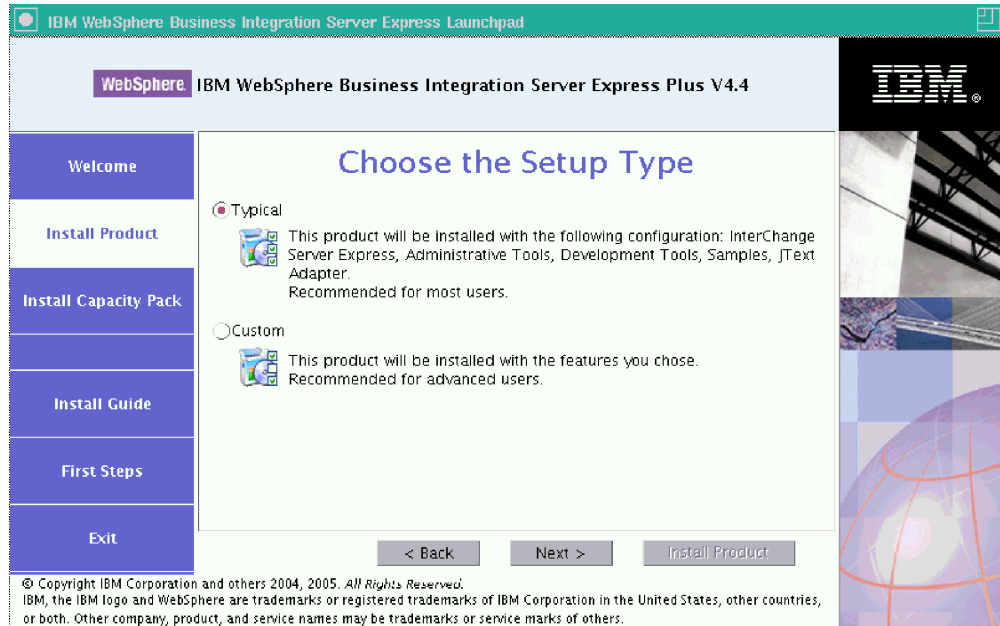 IBM WebSphere Business Integration Server Express Launchpad
WebSphere. IBM WebSphere Business Integration Server Express Plus V4.4
IBM®
Welcome
Install Product
Install Capacity Pack
Install Guide
First Steps
Exit
Choose the Setup Type
Typical
This product will be installed with the following configuration: InterChange
Server Express, Administrative Tools, Development Tools, Samples, JText
Adapter.
Recommended for most users.
Custom
This product will be installed with the features you chose.
Recommended for advanced users.
< Back
Next >
Install Product
© Copyright IBM Corporation and others 2004, 2005. All Rights Reserved.
IBM, the IBM logo and WebSphere are trademarks or registered trademarks of IBM Corporation in the United States, other countries,
or both. Other company, product, and service names may be trademarks or service marks of others.